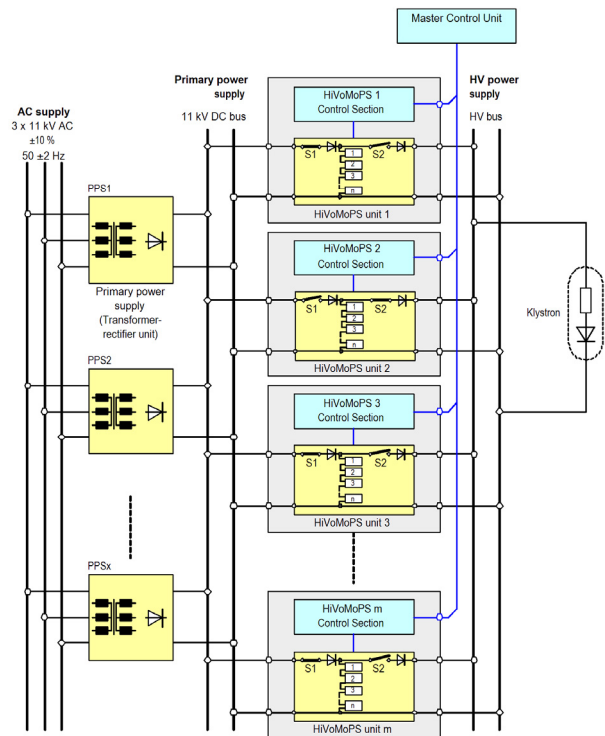 Master Control Unit
AC supply
3 x 11 kV AC
±10 %
50 ±2 Hz
Primary power
supply
11 kV DC bus
HV power
supply
HV bus
HiVoMoPS 1
Control Section
S1
S2
1
2
3
n
HiVoMoPS unit 1
PPS1
Primary power
supply
(Transformer-
rectifier unit)
HiVoMoPS 2
Control Section
S1
S2
1
2
3
n
HiVoMoPS unit 2
Klystron
PPS2
HiVoMoPS 3
Control Section
S1
S2
1
2
3
n
HiVoMoPS unit 3
PPSx
HiVoMoPS m
Control Section
S1
S2
1
2
3
n
HiVoMoPS unit m